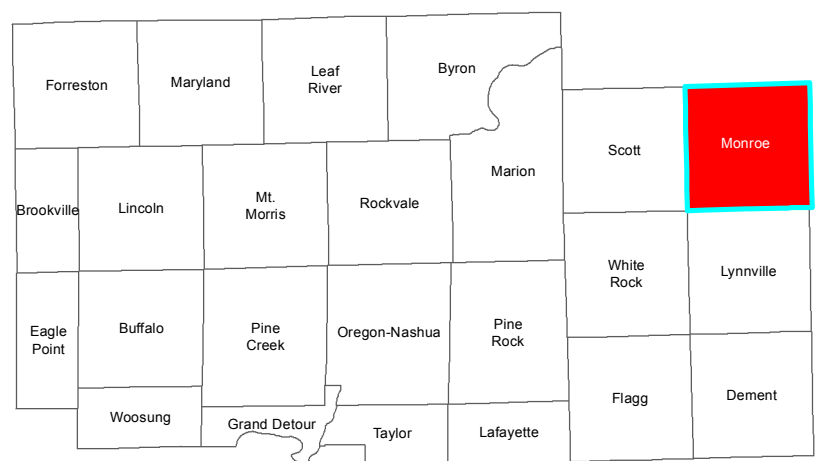 Forreston
Maryland
Leaf
River
Byron
Scott
Monroe
Brookville
Lincoln
Mt.
Morris
Rockvale
Marion
White
Rock
Lynnville
Eagle
Point
Buffalo
Pine
Creek
Oregon-Nashua
Pine
Rock
Woosung
Grand Detour
Taylor
Lafayette
Flagg
Dement